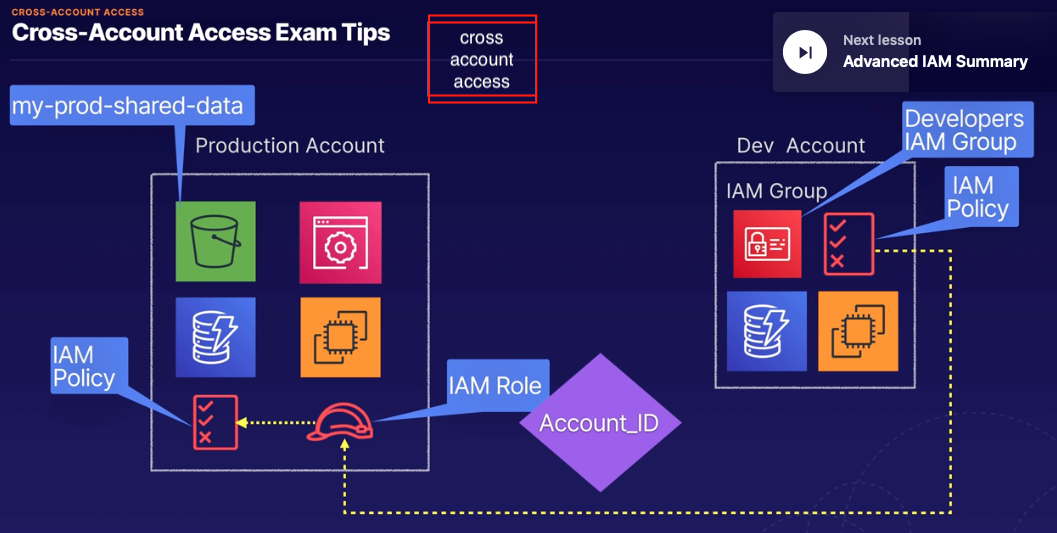 CROSS-ACCOUNT ACCESS
Cross-Account Access Exam Tips
cross
account
access
Next lesson
Advanced IAM Summary
my-prod-shared-data
Production Account
Developers
IAM Group
Dev Account
IAM Group
IAM
Policy
IAM
Policy
IAM Role
Account_ID